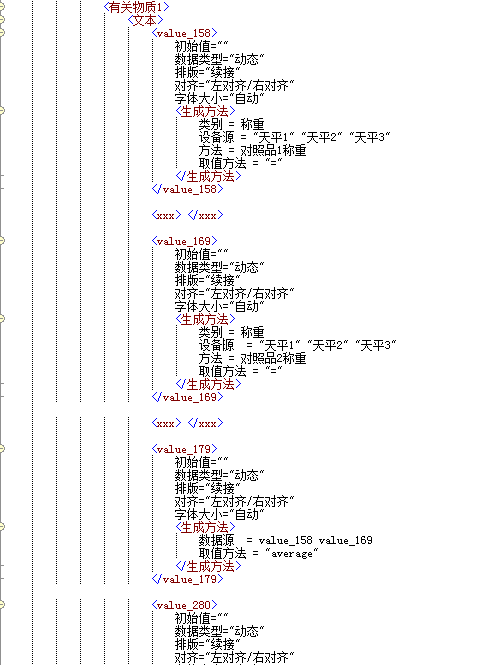 <有关物质1>
<文本>
<value_158>
初始值=""
数据类型="动态"
排版="续接"
对齐="左对齐/右对齐"
字体大小="自动"
<生成方法>
类别 = 称重
设备源 = "天平1" "天平2" "天平3"
方法 = 对照品1称重
取值方法 = "="
</生成方法>
</value_158>
<xxx> </xxx>
<value_169>
初始值=""
数据类型="动态"
排版="续接"
对齐="左对齐/右对齐"
字体大小="自动"
<生成方法>
类别 = 称重
设备源  = "天平1" "天平2" "天平3"
方法 = 对照品2称重
取值方法 = "="
</生成方法>
</value_169>
<xxx> </xxx>
<value_179>
初始值=""
数据类型="动态"
排版="续接"
对齐="左对齐/右对齐"
字体大小="自动"
<生成方法>
数据源  = value_158 value_169
取值方法 = "average"
</生成方法>
</value_179>
<value_280>
初始值=""
数据类型="动态"
排版="续接"
对齐="左对齐/右对齐"